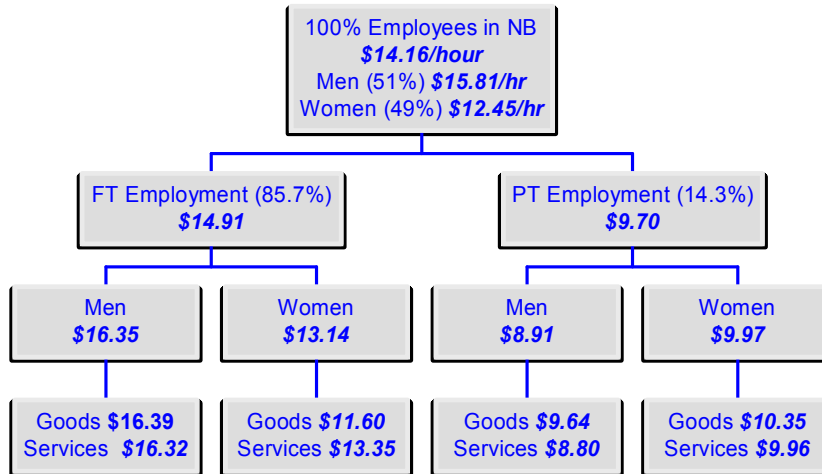 100% Employees in NB
$14.16/hour
Men (51%) $15.81/hr
Women (49%) $12.45/hr
FT Employment (85.7%)
$14.91
PT Employment (14.3%)
$9.70
Men
$16.35
Women
$13.14
Men
$8.91
Women
$9.97
Goods $16.39
Services $16.32
Goods $11.60
Services $13.35
Goods $9.64
Services $8.80
Goods $10.35
Services $9.96